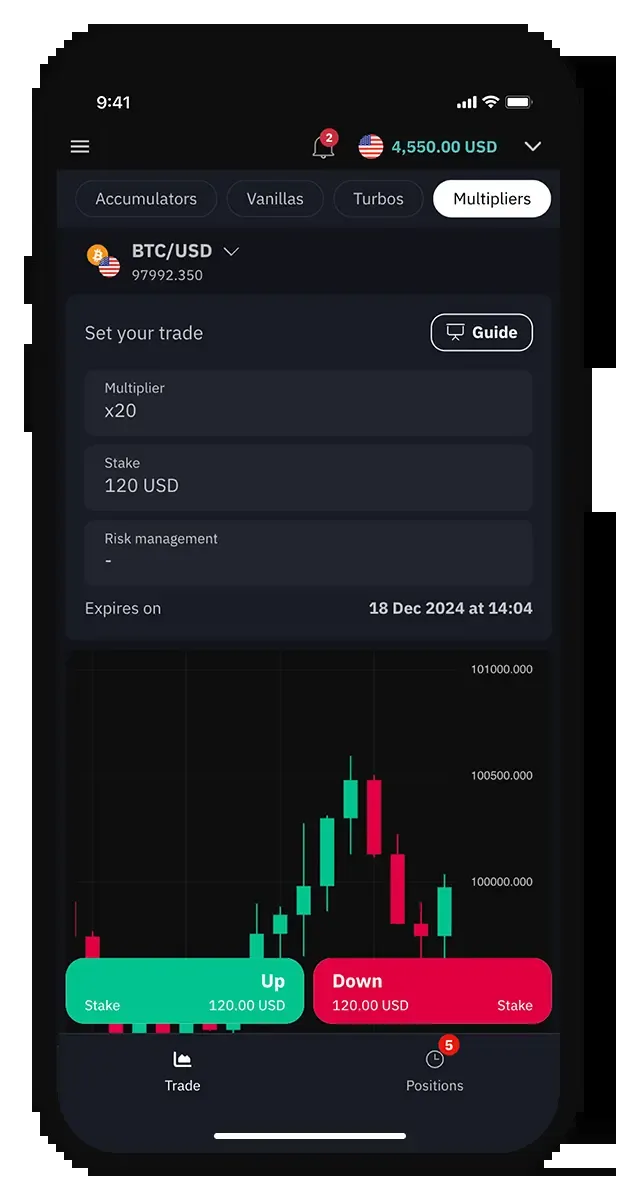 9:41
2
4,550.00 USD
Accumulators Vanillas Turbos Multipliers
BTC/USD
97992.350
Set your trade
Guide
Multiplier
x20
Stake
120 USD
Risk management
-
Expires on 18 Dec 2024 at 14:04
101000.000
100500.000
100000.000
Up
Stake 120.00 USD
Down
120.00 USD Stake
5
Trade
Positions